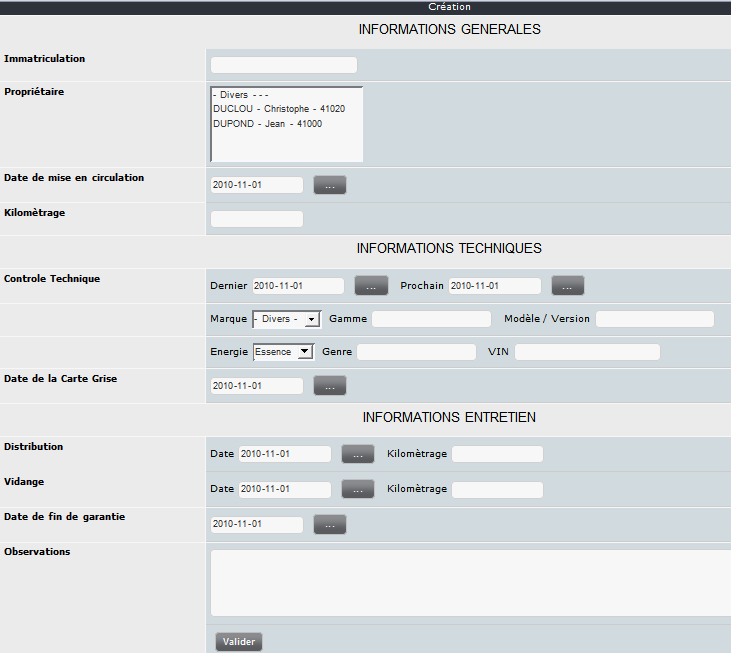 Création
INFORMATIONS GENERALES
Immatriculation
Propriétaire
- Divers - - -
DUCLOU - Christophe - 41020
DUPOND - Jean - 41000
Date de mise en circulation 2010-11-01 ...
Kilomètrage
INFORMATIONS TECHNIQUES
Controle Technique Dernier 2010-11-01 ... Prochain 2010-11-01 ...
Marque - Divers - Gamme Modèle / Version
Energie Essence Genre VIN
Date de la Carte Grise 2010-11-01 ...
INFORMATIONS ENTRETIEN
Distribution Date 2010-11-01 ... Kilomètrage
Vidange Date 2010-11-01 ... Kilomètrage
Date de fin de garantie 2010-11-01 ...
Observations
Valider